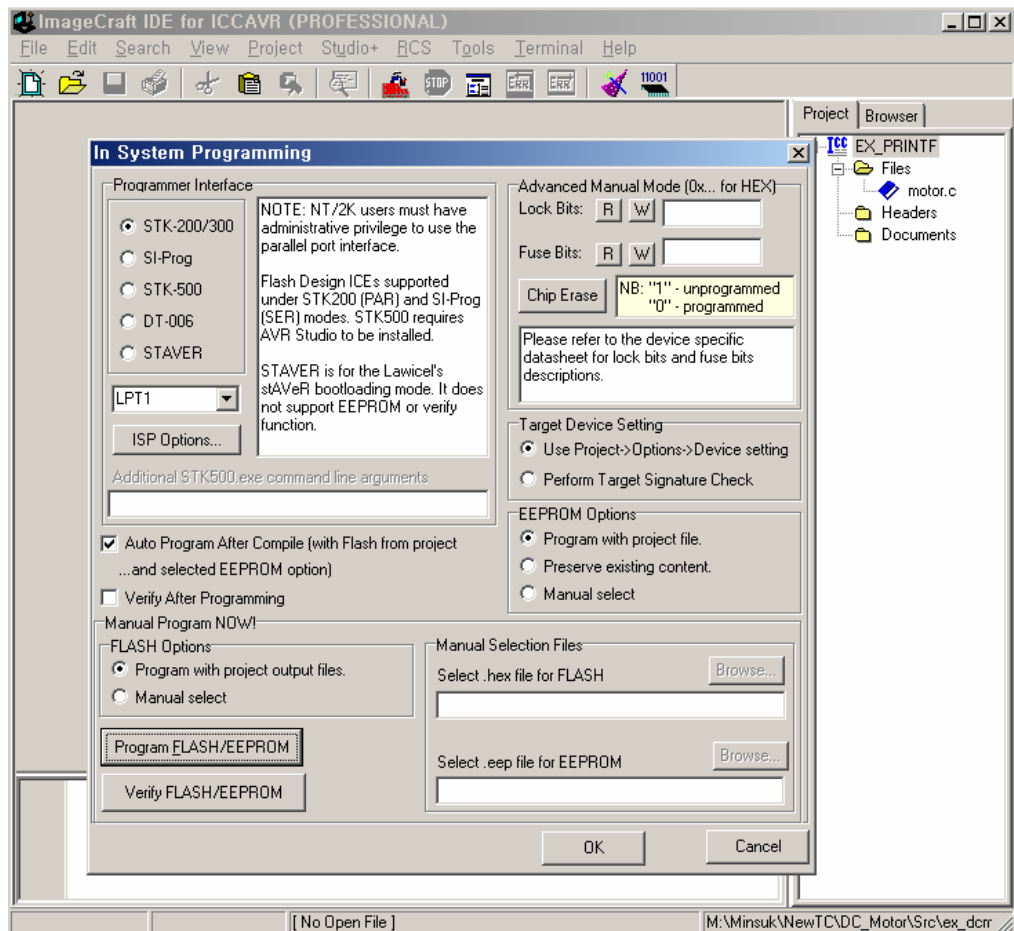 ImageCraft IDE for ICCAVR (PROFESSIONAL)
File Edit Search View Project Studio+ RCS Tools Terminal Help
STOP
ERR
ERR
11001
Project Browser
ICC EX_PRINTF
Files
motor.c
Headers
Documents
In System Programming
Programmer Interface
STK-200/300
SI-Prog
STK-500
DT-006
STAVER
LPT1
ISP Options...
NOTE: NT/2K users must have
administrative privilege to use the
parallel port interface.
Flash Design ICEs supported
under STK200 (PAR) and SI-Prog
(SER) modes. STK500 requires
AVR Studio to be installed.
STAVER is for the Lawicel's
stAVeR bootloading mode. It does
not support EEPROM or verify
function.
Additional STK500.exe command line arguments
Auto Program After Compile (with Flash from project
...and selected EEPROM option)
Verify After Programming
Advanced Manual Mode (0x... for HEX)
Lock Bits: R W
Fuse Bits: R W
Chip Erase
NB: "1" - unprogrammed
"0" - programmed
Please refer to the device specific
datasheet for lock bits and fuse bits
descriptions.
Target Device Setting
Use Project->Options->Device setting
Perform Target Signature Check
EEPROM Options
Program with project file.
Preserve existing content.
Manual select
Manual Program NOW!
FLASH Options
Program with project output files.
Manual select
Program FLASH/EEPROM
Verify FLASH/EEPROM
Manual Selection Files
Select .hex file for FLASH
Browse...
Select .eep file for EEPROM
Browse...
OK
Cancel
[ No Open File ]
M:\Minsuk\NewTC\DC_Motor\Src\ex_dcm